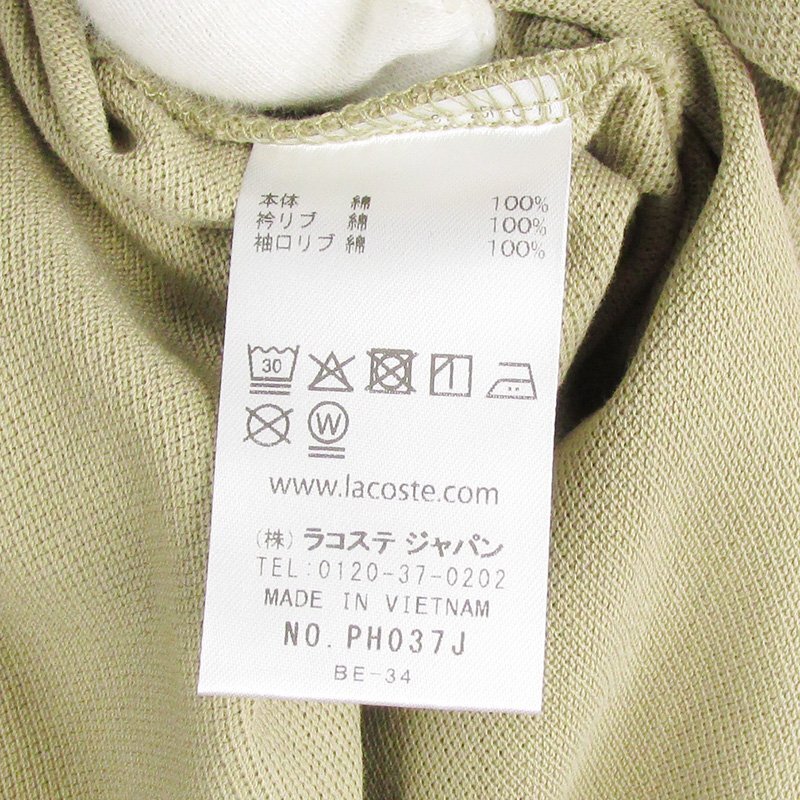 本体 綿 100%
衿リブ 綿 100%
袖口リブ 綿 100%
30
W
www.lacoste.com
(株) ラコステ ジャパン
TEL:0120-37-0202
MADE IN VIETNAM
NO. PH037J
BE-34